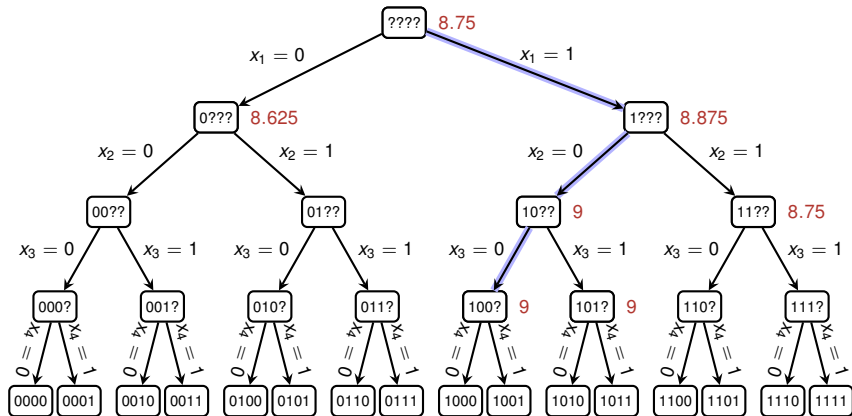 ???? 8.75
x₁ = 0 x₁ = 1
0??? 8.625 1??? 8.875
x₂ = 0 x₂ = 1 x₂ = 0 x₂ = 1
00?? 01?? 10?? 9 11?? 8.75
x₃ = 0 x₃ = 1 x₃ = 0 x₃ = 1 x₃ = 0 x₃ = 1 x₃ = 0 x₃ = 1
000? 001? 010? 011? 100? 9 101? 9 110? 111?
x₄ = 0 x₄ = 1 x₄ = 0 x₄ = 1 x₄ = 0 x₄ = 1 x₄ = 0 x₄ = 1 x₄ = 0 x₄ = 1 x₄ = 0 x₄ = 1 x₄ = 0 x₄ = 1 x₄ = 0 x₄ = 1
0000 0001 0010 0011 0100 0101 0110 0111 1000 1001 1010 1011 1100 1101 1110 1111